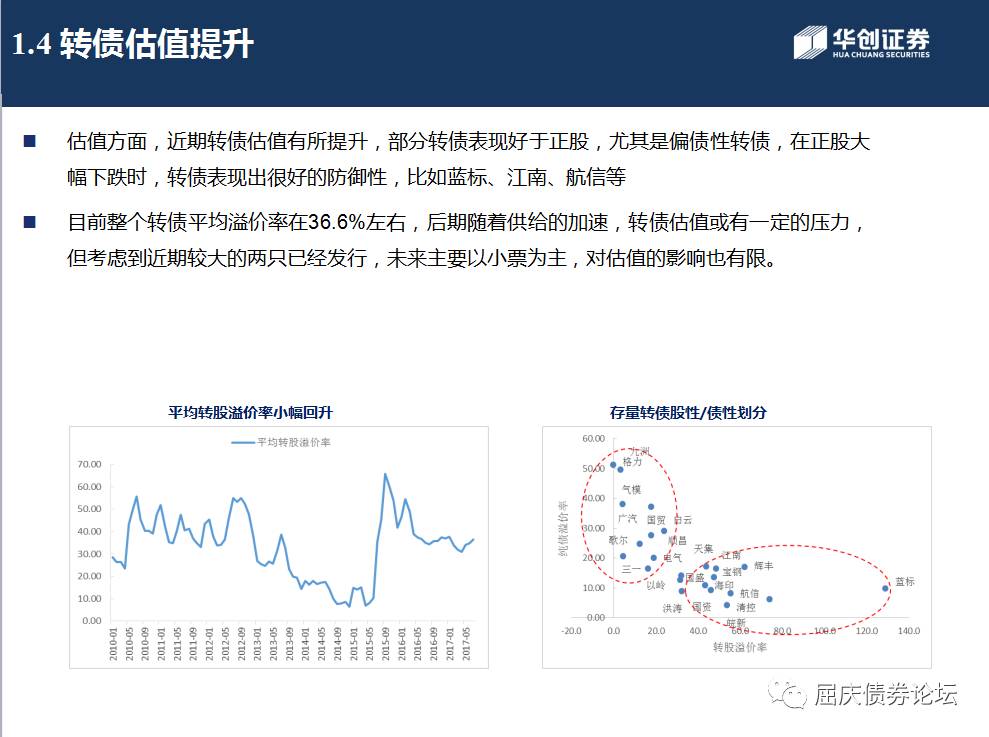 1.4 转债估值提升
华创证券
HUA CHUANG SECURITIES
■ 估值方面，近期转债估值有所提升，部分转债表现好于正股，尤其是偏债性转债，在正股大
幅下跌时，转债表现出很好的防御性，比如蓝标、江南、航信等
■ 目前整个转债平均溢价率在36.6%左右，后期随着供给的加速，转债估值或有一定的压力，
但考虑到近期较大的两只已经发行，未来主要以小票为主，对估值的影响也有限。
平均转股溢价率小幅回升
平均转股溢价率
70.00
60.00
50.00
40.00
30.00
20.00
10.00
0.00
2010-01
2010-05
2010-09
2011-01
2011-05
2011-09
2012-01
2012-05
2012-09
2013-01
2013-05
2013-09
2014-01
2014-05
2014-09
2015-01
2015-05
2015-09
2016-01
2016-05
2016-09
2017-01
2017-05
存量转债股性/债性划分
纯债溢价率
60.00
50.00
40.00
30.00
20.00
10.00
0.00
九洲
格力
气模
广汽
国贸
白云
歌尔
顺昌
天集
江南
电气
三一
宝钢
辉丰
国盛
以岭
海印
航信
蓝标
洪涛
国资
清控
皖新
-20.0
0.0
20.0
40.0
60.0
80.0
100.0
120.0
140.0
转股溢价率
屈庆债券论坛